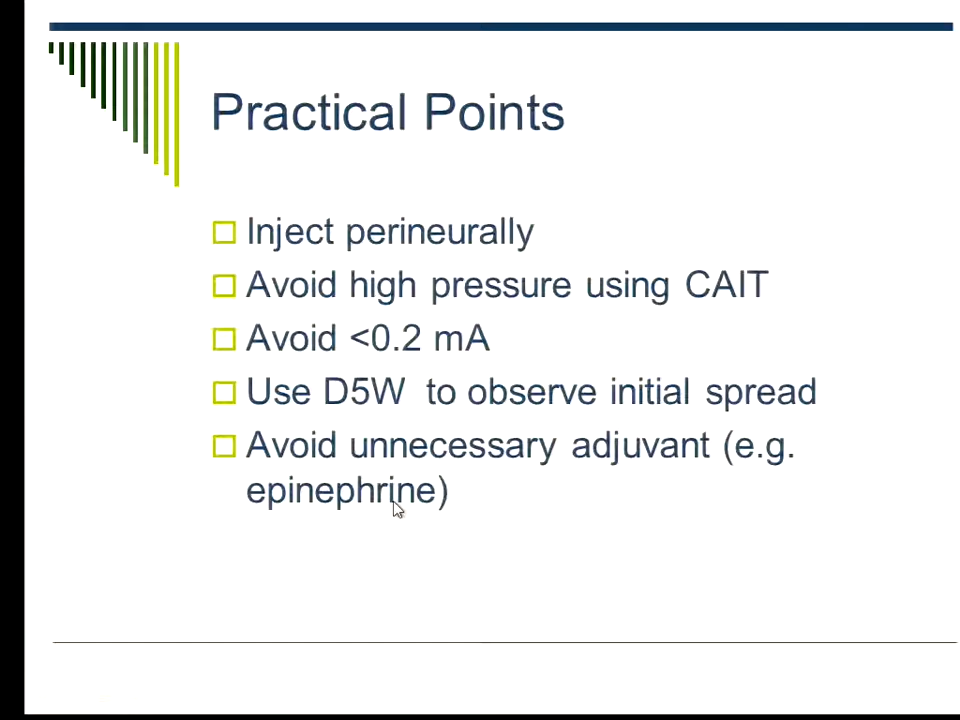 Practical Points
Inject perineurally
Avoid high pressure using CAIT
Avoid <0.2 mA
Use D5W to observe initial spread
Avoid unnecessary adjuvant (e.g.
epinephrine)